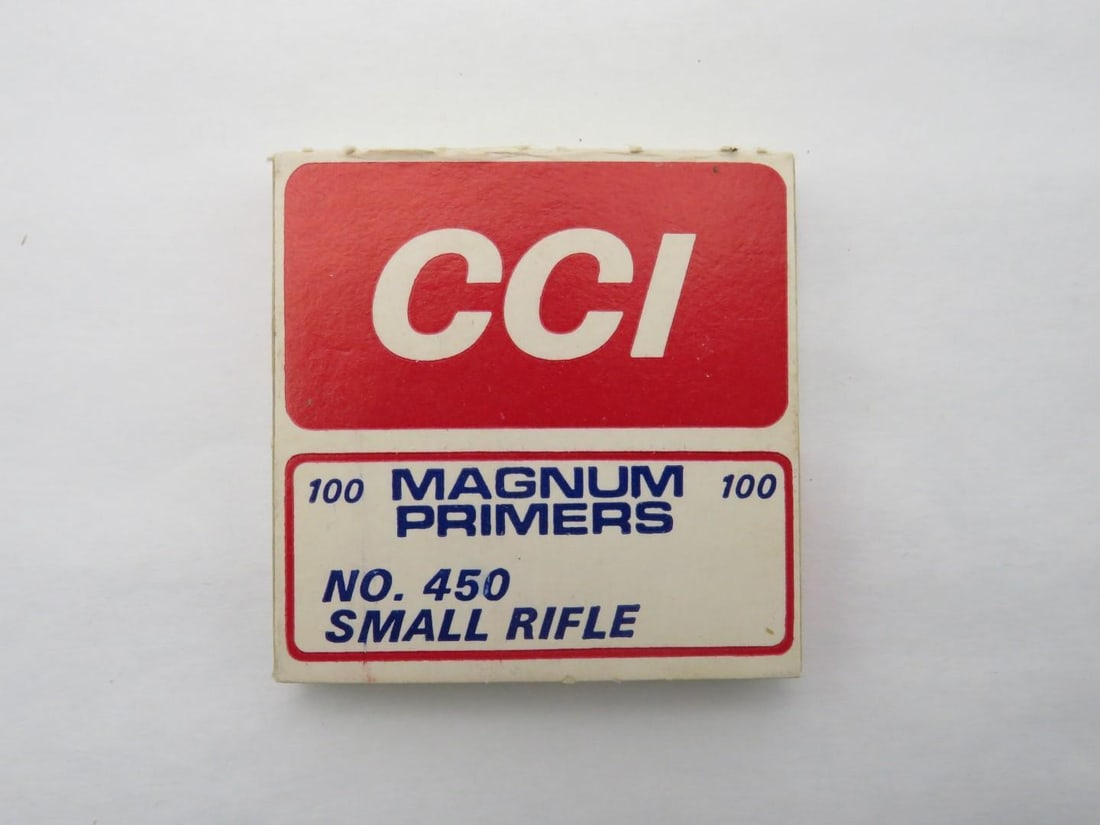 CCI
100 MAGNUM 100
PRIMERS
NO. 450
SMALL RIFLE